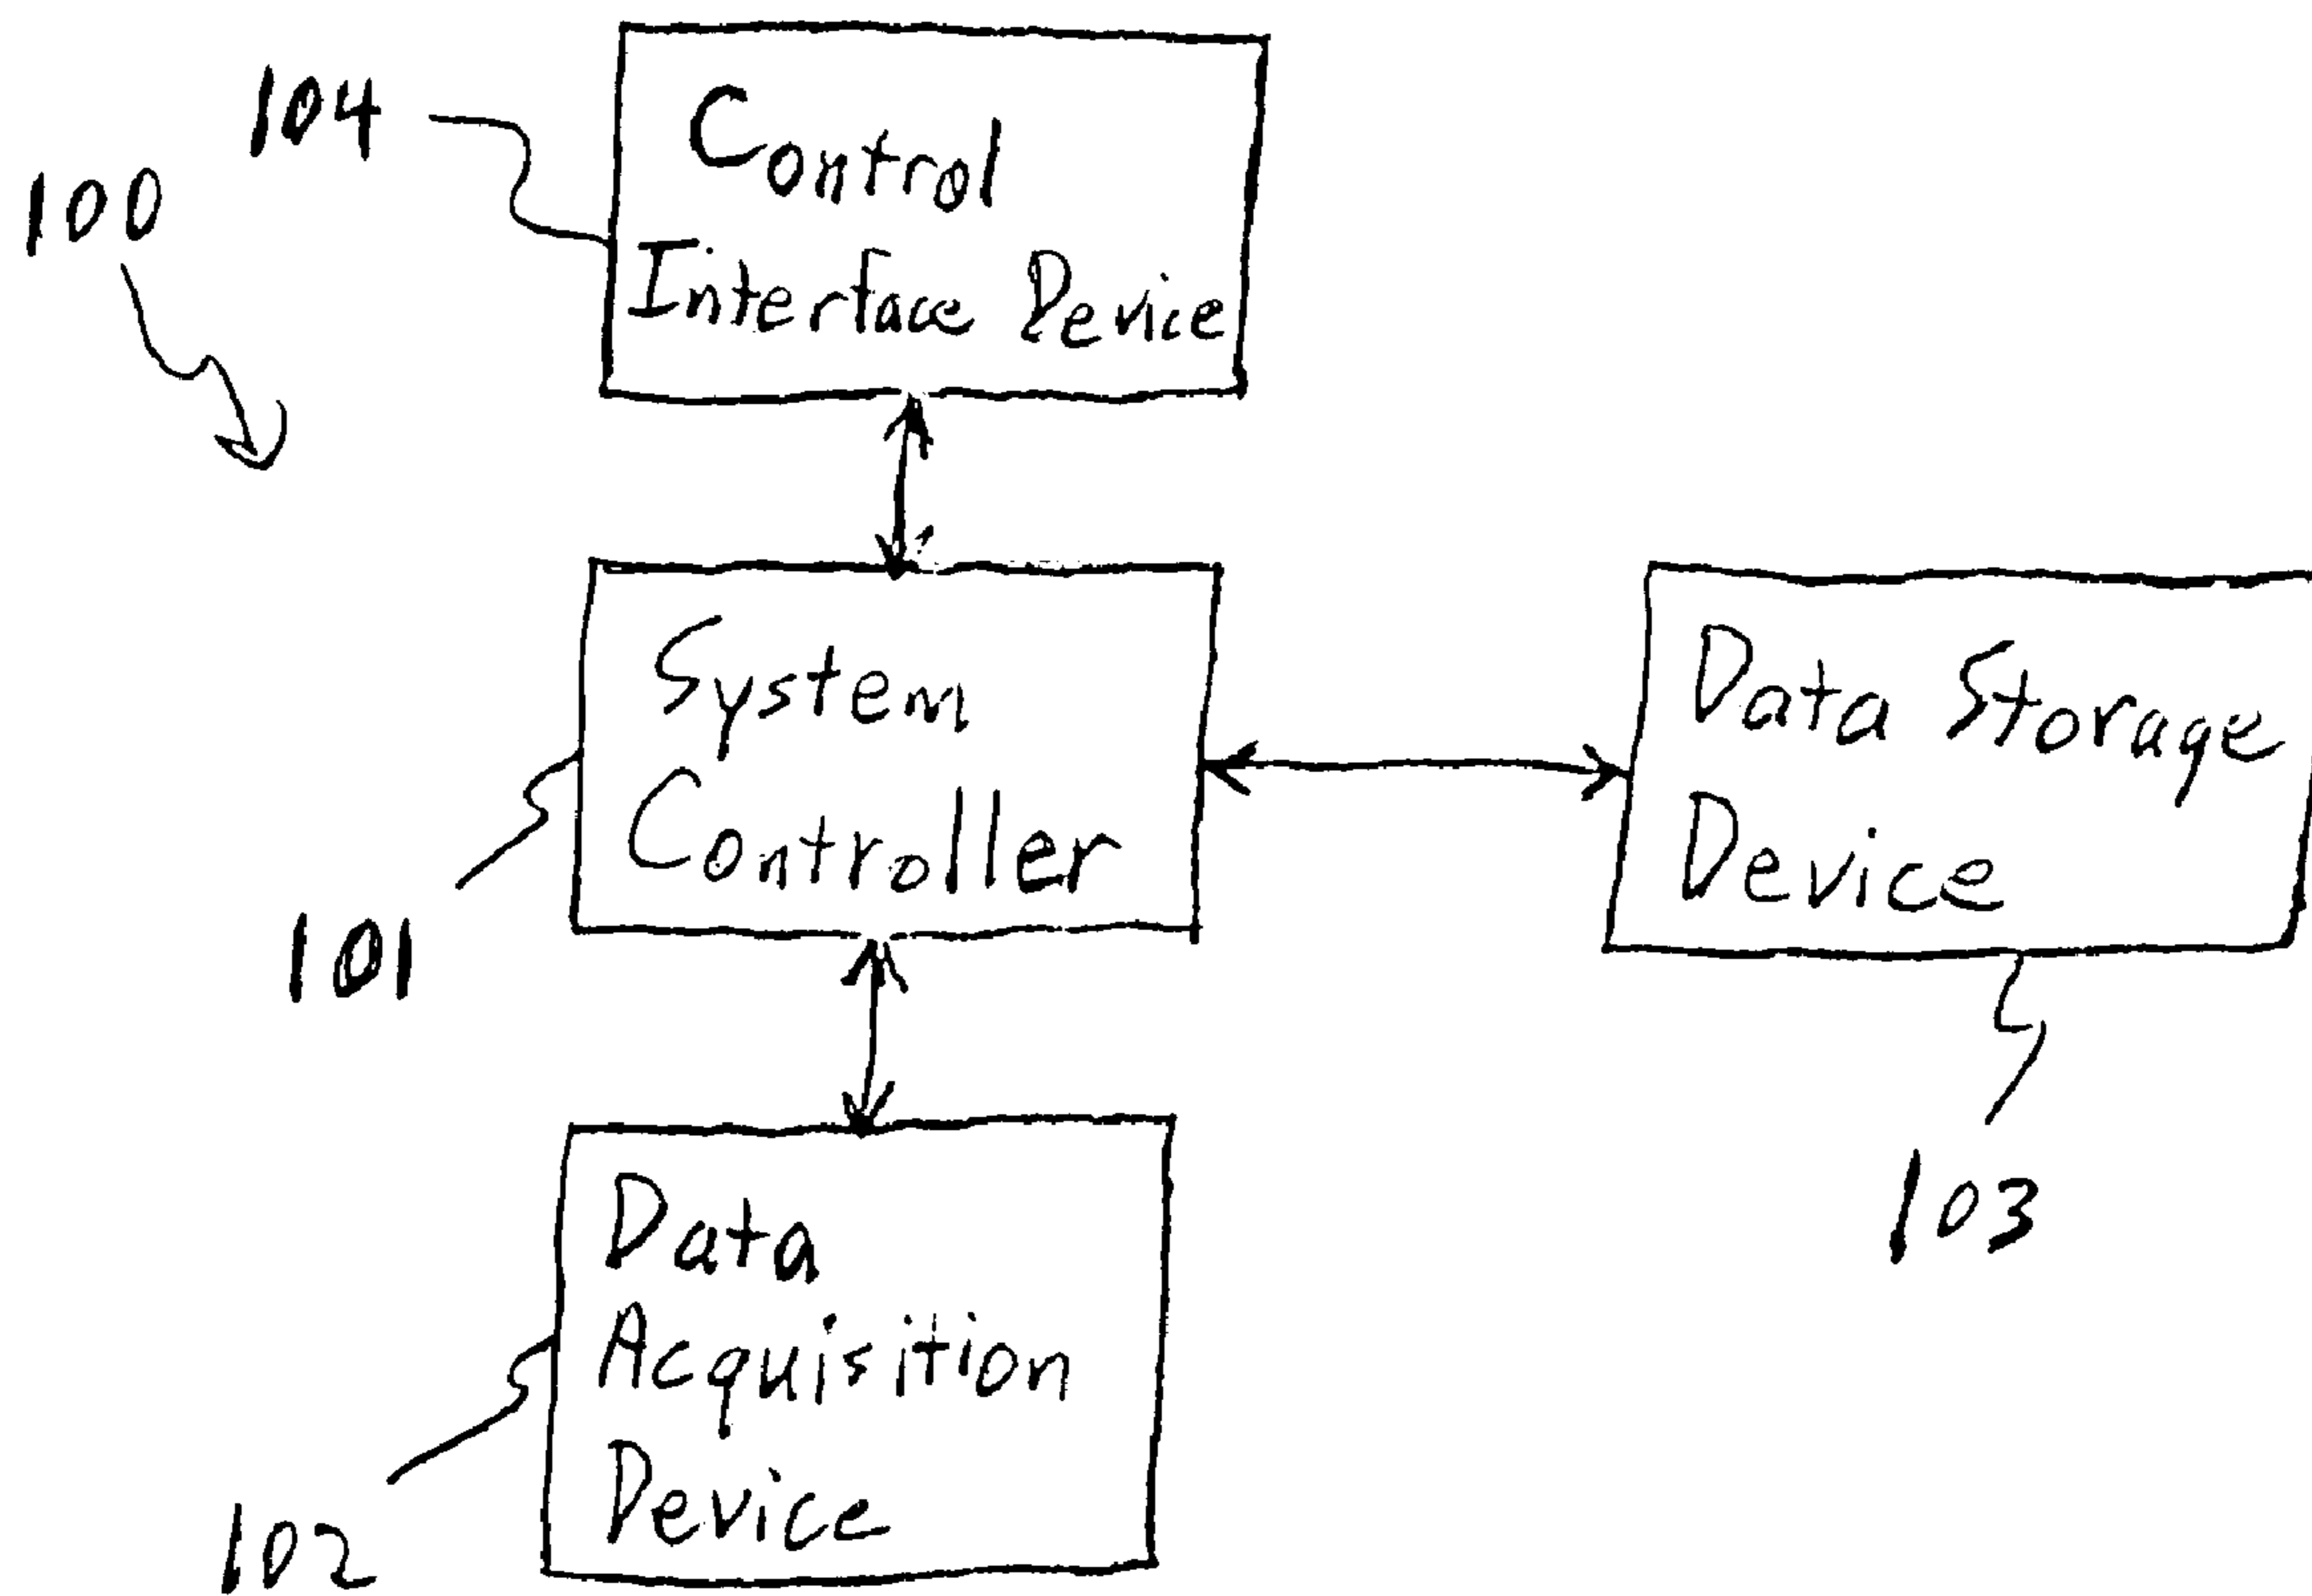 104
100
Control
Interface Device
System
Controller
101
Data Storage
Device
103
Data
Acquisition
Device
102